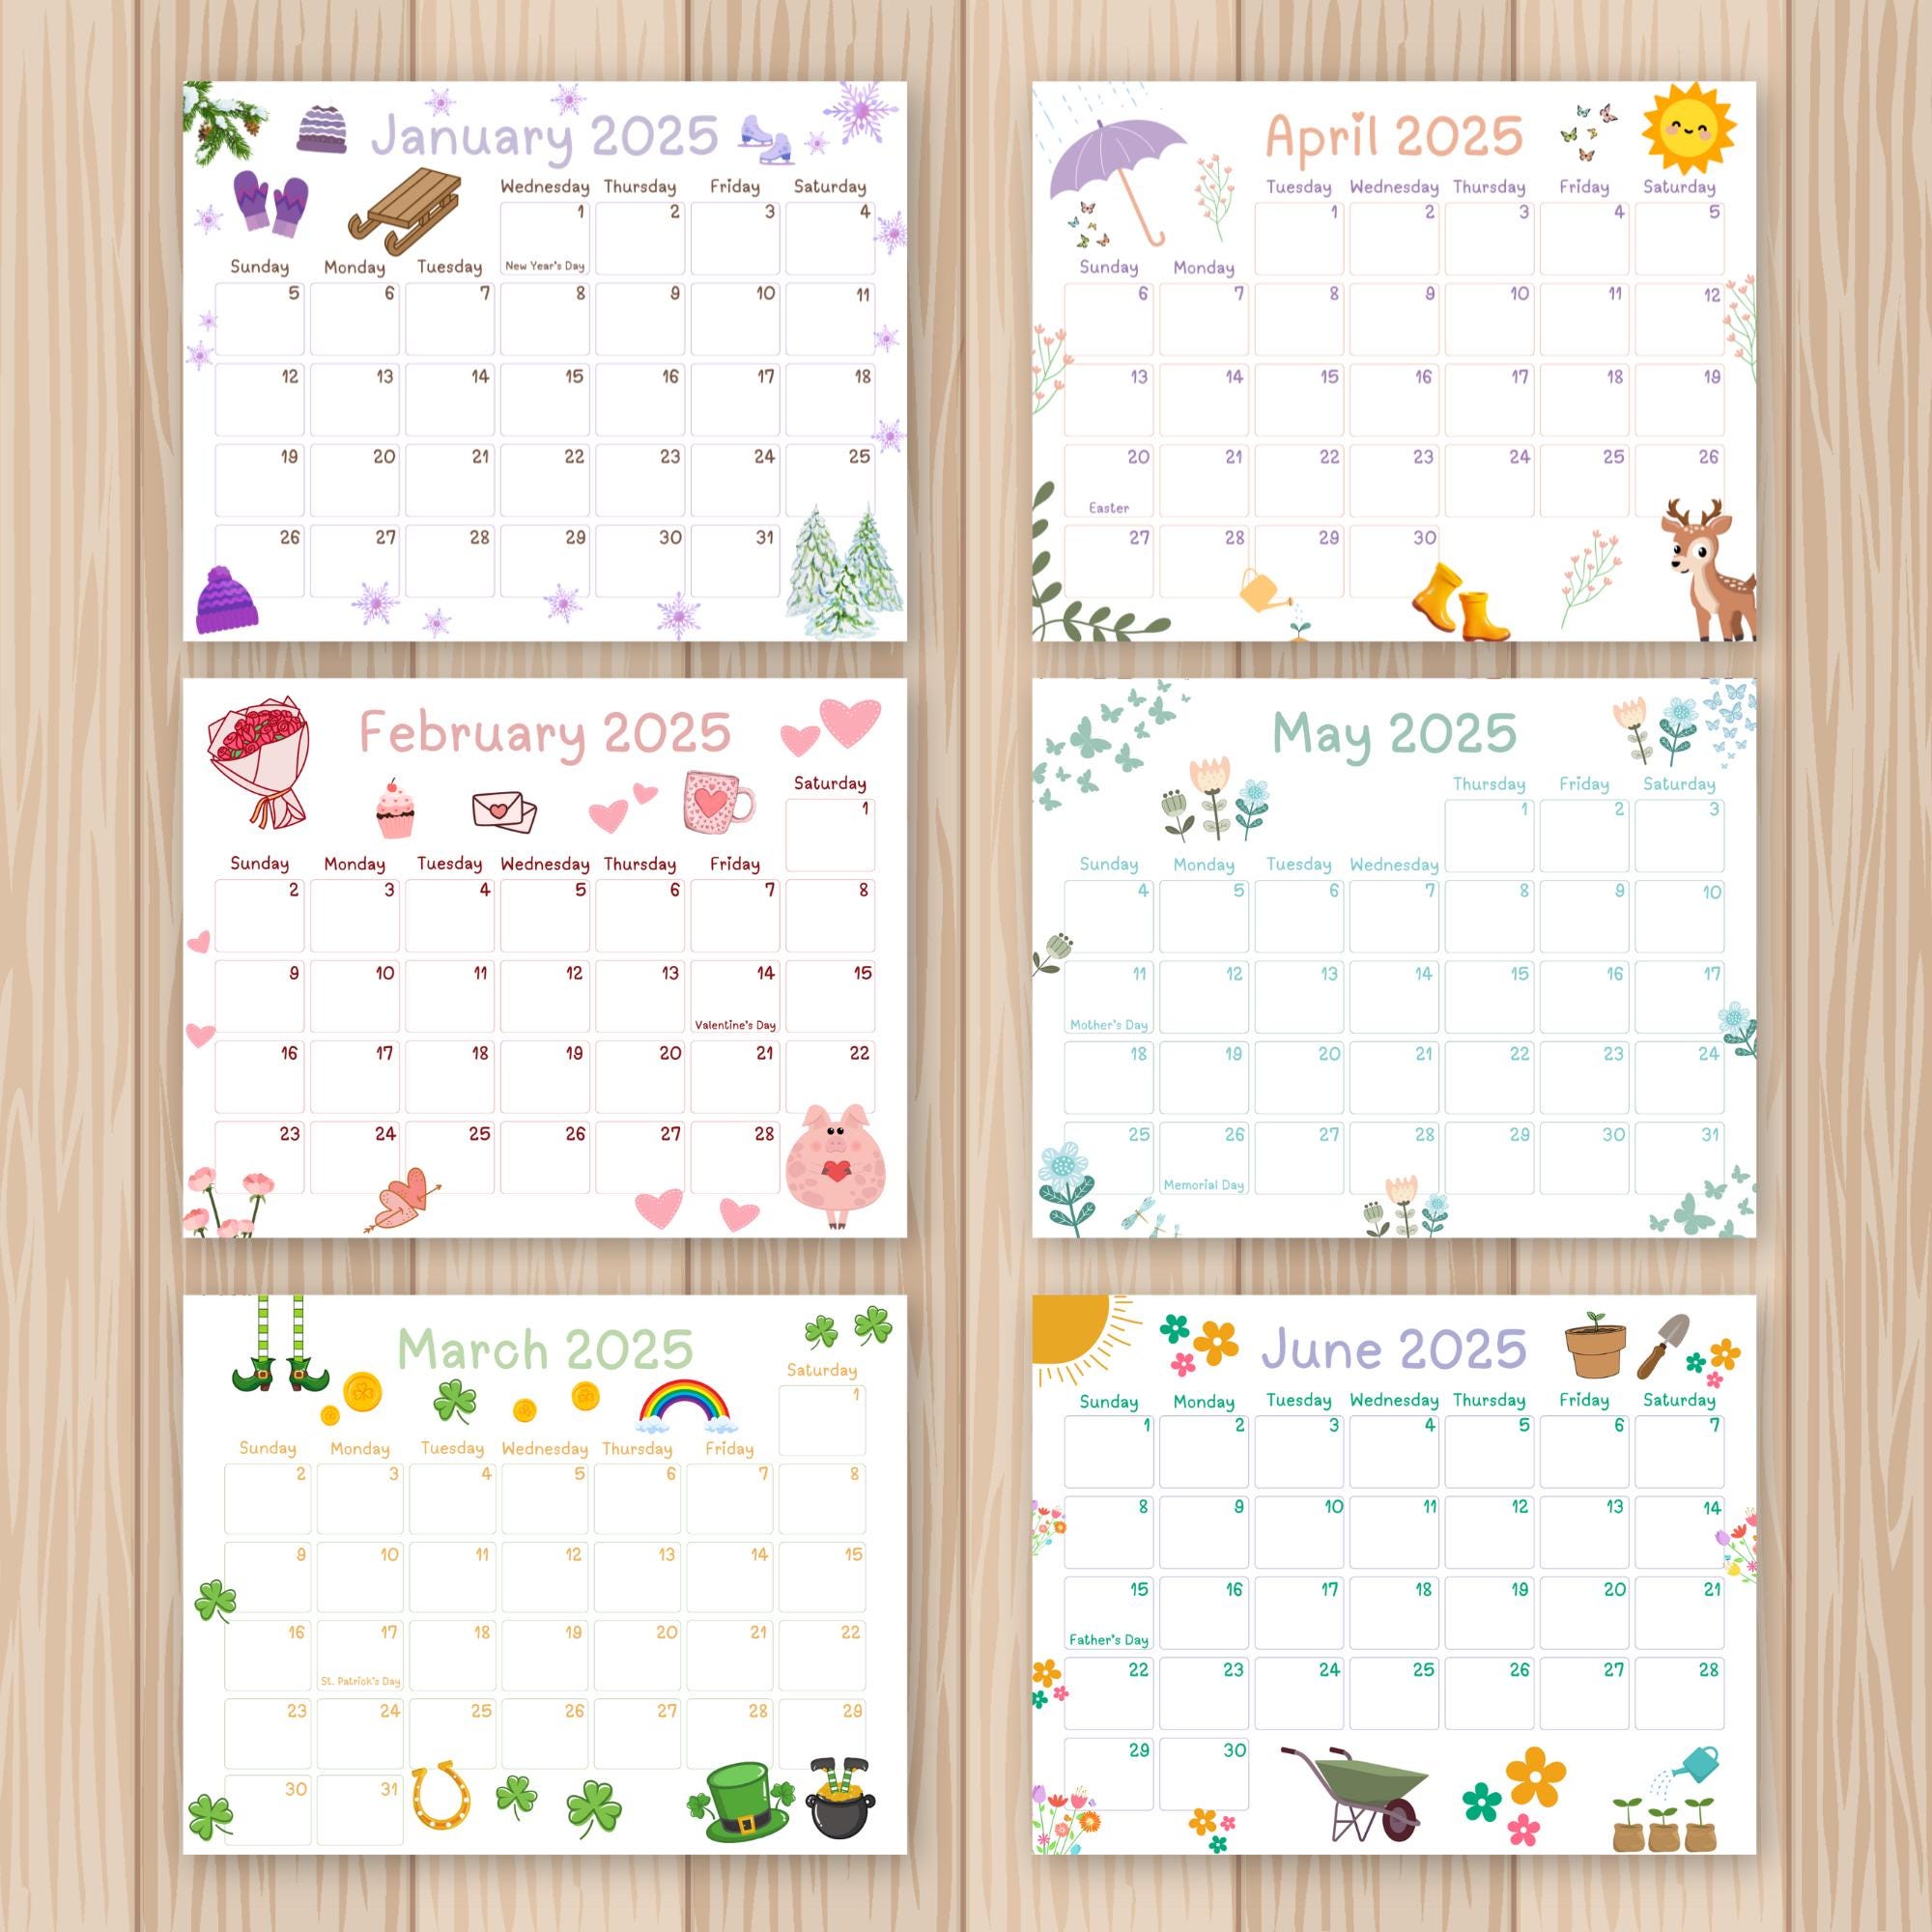 January 2025
Wednesday Thursday Friday Saturday
1 2 3 4
New Year's Day
Sunday Monday Tuesday
5 6 7 8 9 10 11
12 13 14 15 16 17 18
19 20 21 22 23 24 25
26 27 28 29 30 31
February 2025
Saturday
1
Sunday Monday Tuesday Wednesday Thursday Friday
2 3 4 5 6 7 8
9 10 11 12 13 14 15
Valentine's Day
16 17 18 19 20 21 22
23 24 25 26 27 28
March 2025
Saturday
1
Sunday Monday Tuesday Wednesday Thursday Friday
2 3 4 5 6 7 8
9 10 11 12 13 14 15
16 17 18 19 20 21 22
St. Patrick's Day
23 24 25 26 27 28 29
30 31
April 2025
Tuesday Wednesday Thursday Friday Saturday
1 2 3 4 5
Sunday Monday
6 7 8 9 10 11 12
13 14 15 16 17 18 19
20 21 22 23 24 25 26
Easter
27 28 29 30
May 2025
Thursday Friday Saturday
1 2 3
Sunday Monday Tuesday Wednesday
4 5 6 7 8 9 10
11 12 13 14 15 16 17
Mother's Day
18 19 20 21 22 23 24
25 26 27 28 29 30 31
Memorial Day
June 2025
Sunday Monday Tuesday Wednesday Thursday Friday Saturday
1 2 3 4 5 6 7
8 9 10 11 12 13 14
15 16 17 18 19 20 21
Father's Day
22 23 24 25 26 27 28
29 30